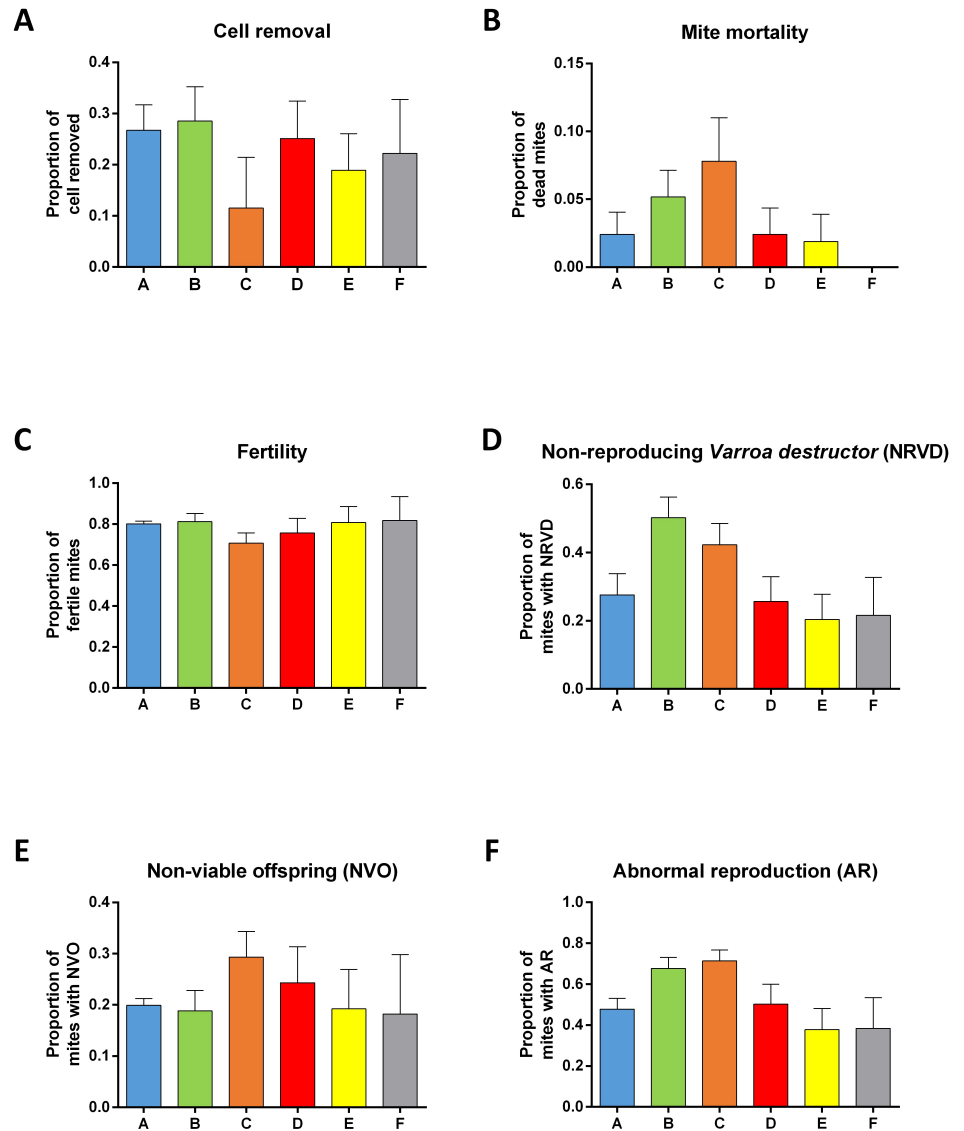 A
Cell removal
Proportion of
cell removed
0.4
0.3
0.2
0.1
0.0
A B C D E F
B
Mite mortality
Proportion of
dead mites
0.15
0.10
0.05
0.00
A B C D E F
C
Fertility
Proportion of
fertile mites
1.0
0.8
0.6
0.4
0.2
0.0
A B C D E F
D
Non-reproducing Varroa destructor (NRVD)
Proportion of
mites with NRVD
0.6
0.4
0.2
0.0
A B C D E F
E
Non-viable offspring (NVO)
Proportion of
mites with NVO
0.4
0.3
0.2
0.1
0.0
A B C D E F
F
Abnormal reproduction (AR)
Proportion of
mites with AR
1.0
0.8
0.6
0.4
0.2
0.0
A B C D E F